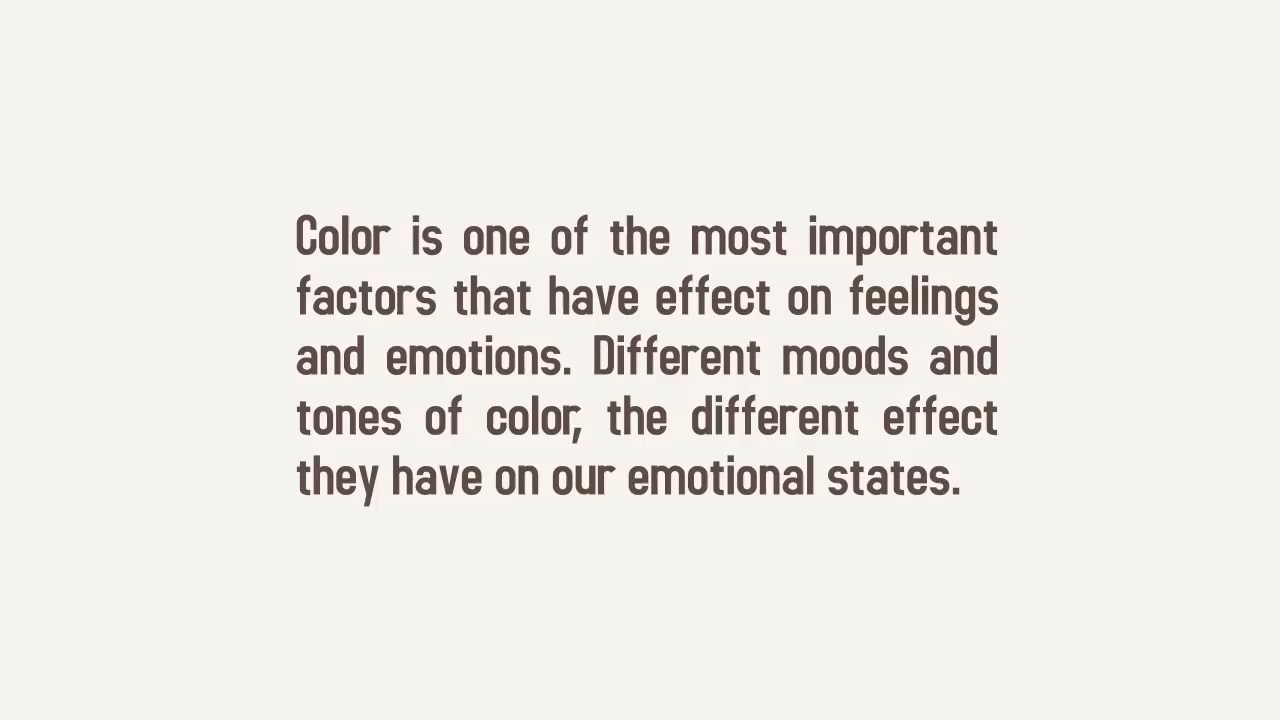 Color is one of the most important
factors that have effect on feelings
and emotions. Different moods and
tones of color, the different effect
they have on our emotional states.